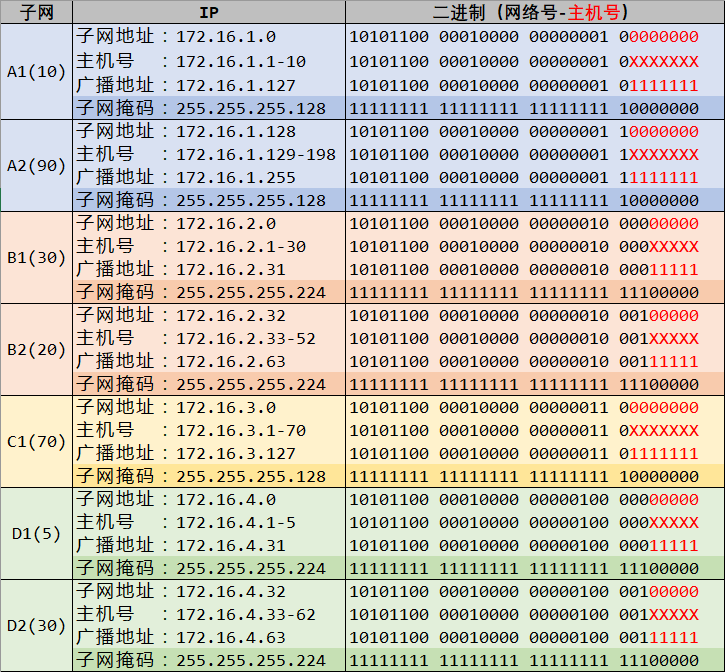 子网 IP 二进制（网络号-主机号）
A1(10)
子网地址：172.16.1.0 10101100 00010000 00000001 00000000
主机号 ：172.16.1.1-10 10101100 00010000 00000001 0XXXXXXX
广播地址：172.16.1.127 10101100 00010000 00000001 01111111
子网掩码：255.255.255.128 11111111 11111111 11111111 10000000
A2(90)
子网地址：172.16.1.128 10101100 00010000 00000001 10000000
主机号 ：172.16.1.129-198 10101100 00010000 00000001 1XXXXXXX
广播地址：172.16.1.255 10101100 00010000 00000001 11111111
子网掩码：255.255.255.128 11111111 11111111 11111111 10000000
B1(30)
子网地址：172.16.2.0 10101100 00010000 00000010 00000000
主机号 ：172.16.2.1-30 10101100 00010000 00000010 000XXXXX
广播地址：172.16.2.31 10101100 00010000 00000010 00011111
子网掩码：255.255.255.224 11111111 11111111 11111111 11100000
B2(20)
子网地址：172.16.2.32 10101100 00010000 00000010 00100000
主机号 ：172.16.2.33-52 10101100 00010000 00000010 001XXXXX
广播地址：172.16.2.63 10101100 00010000 00000010 00111111
子网掩码：255.255.255.224 11111111 11111111 11111111 11100000
C1(70)
子网地址：172.16.3.0 10101100 00010000 00000011 00000000
主机号 ：172.16.3.1-70 10101100 00010000 00000011 0XXXXXXX
广播地址：172.16.3.127 10101100 00010000 00000011 01111111
子网掩码：255.255.255.128 11111111 11111111 11111111 10000000
D1(5)
子网地址：172.16.4.0 10101100 00010000 00000100 00000000
主机号 ：172.16.4.1-5 10101100 00010000 00000100 000XXXXX
广播地址：172.16.4.31 10101100 00010000 00000100 00011111
子网掩码：255.255.255.224 11111111 11111111 11111111 11100000
D2(30)
子网地址：172.16.4.32 10101100 00010000 00000100 00100000
主机号 ：172.16.4.33-62 10101100 00010000 00000100 001XXXXX
广播地址：172.16.4.63 10101100 00010000 00000100 00111111
子网掩码：255.255.255.224 11111111 11111111 11111111 11100000